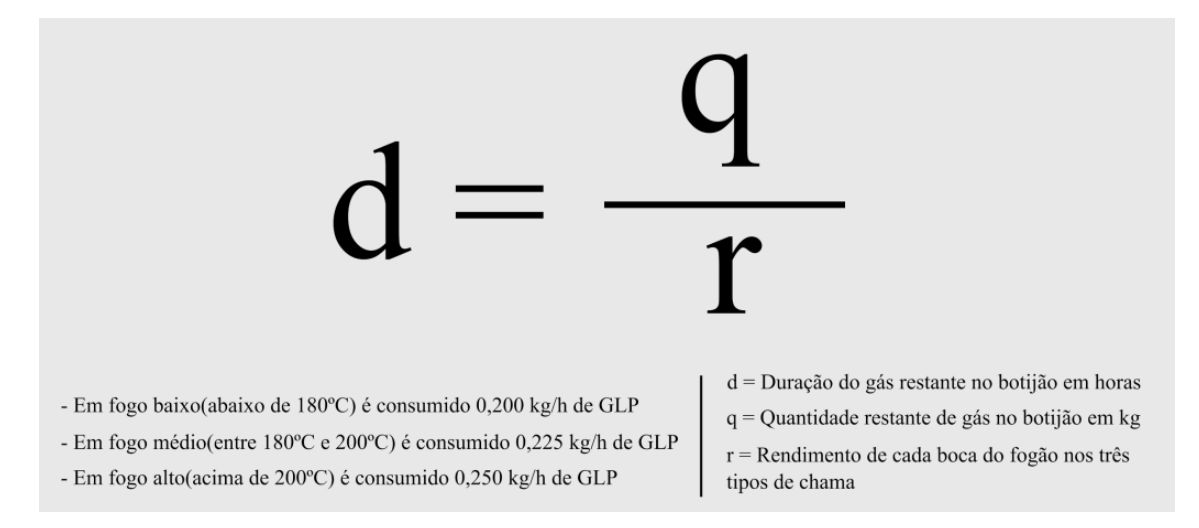 d = q
r
- Em fogo baixo(abaixo de 180ºC) é consumido 0,200 kg/h de GLP
- Em fogo médio(entre 180ºC e 200ºC) é consumido 0,225 kg/h de GLP
- Em fogo alto(acima de 200ºC) é consumido 0,250 kg/h de GLP
d = Duração do gás restante no botijão em horas
q = Quantidade restante de gás no botijão em kg
r = Rendimento de cada boca do fogão nos três
tipos de chama